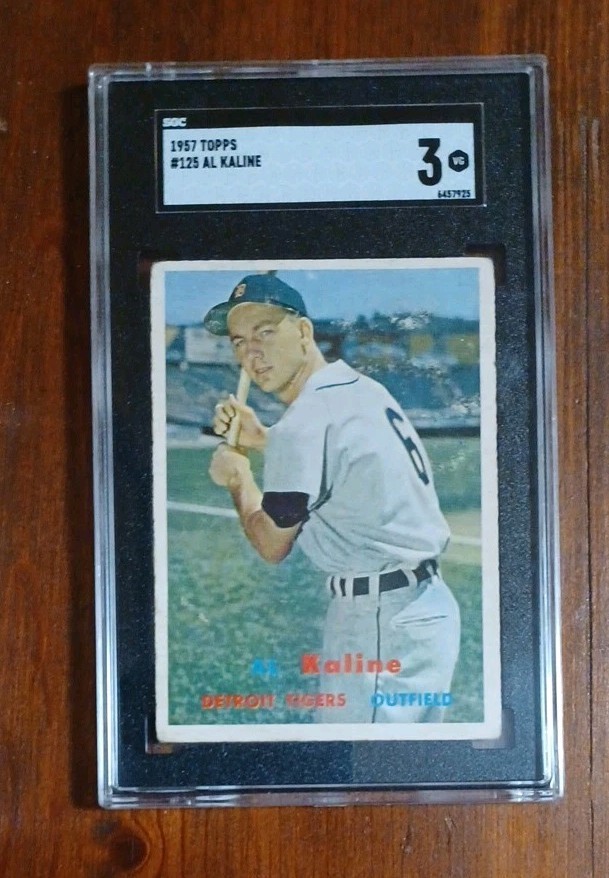 SGC
1957 TOPPS
#125 AL KALINE
3 VG
6457925
6
AL Kaline
DETROIT TIGERS OUTFIELD